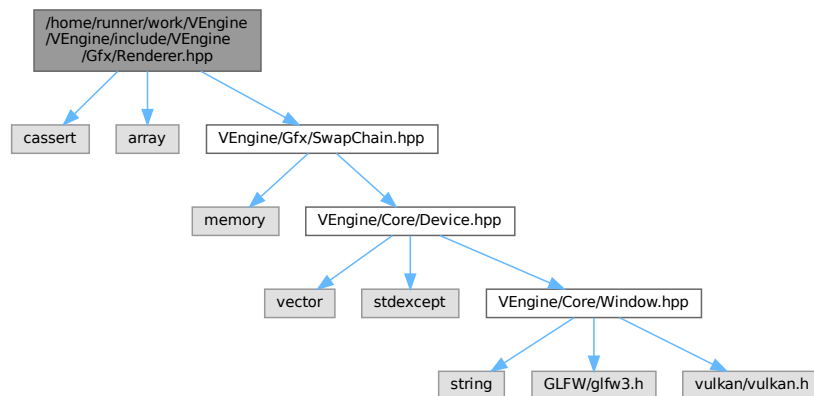 /home/runner/work/VEngine
/VEngine/include/VEngine
/Gfx/Renderer.hpp
cassert
array
VEngine/Gfx/SwapChain.hpp
memory
VEngine/Core/Device.hpp
vector
stdexcept
VEngine/Core/Window.hpp
string
GLFW/glfw3.h
vulkan/vulkan.h